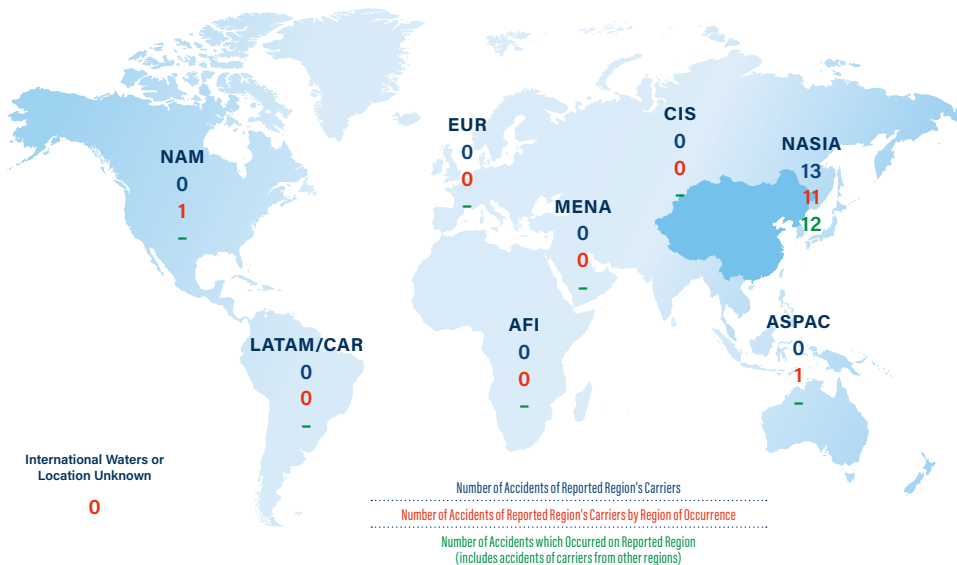 NAM
0
1
–
EUR
0
0
–
CIS
0
0
–
NASIA
13
11
12
MENA
0
0
–
LATAM/CAR
0
0
–
AFI
0
0
–
ASPAC
0
1
–
International Waters or
Location Unknown
0
Number of Accidents of Reported Region's Carriers
Number of Accidents of Reported Region's Carriers by Region of Occurrence
Number of Accidents which Occurred on Reported Region
(includes accidents of carriers from other regions)